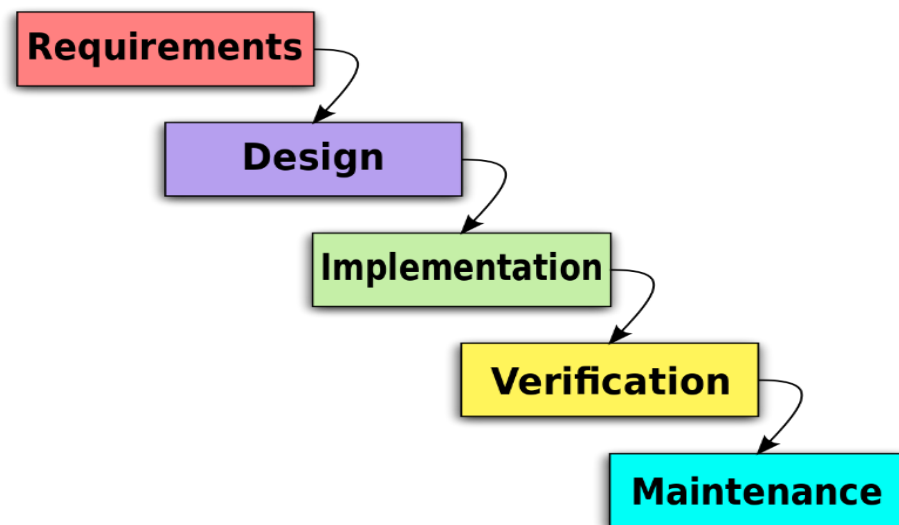 Requirements
Design
Implementation
Verification
Maintenance